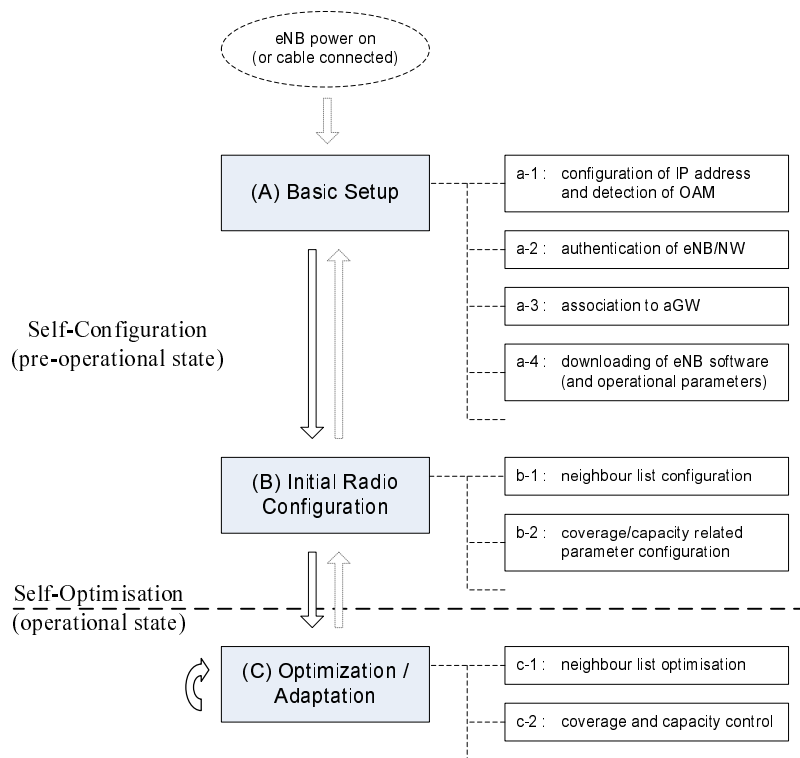 eNB power on
(or cable connected)
(A) Basic Setup
a-1 : configuration of IP address
and detection of OAM
a-2 : authentication of eNB/NW
a-3 : association to aGW
a-4 : downloading of eNB software
(and operational parameters)
Self-Configuration
(pre-operational state)
(B) Initial Radio
Configuration
b-1 : neighbour list configuration
b-2 : coverage/capacity related
parameter configuration
Self-Optimisation
(operational state)
(C) Optimization /
Adaptation
c-1 : neighbour list optimisation
c-2 : coverage and capacity control